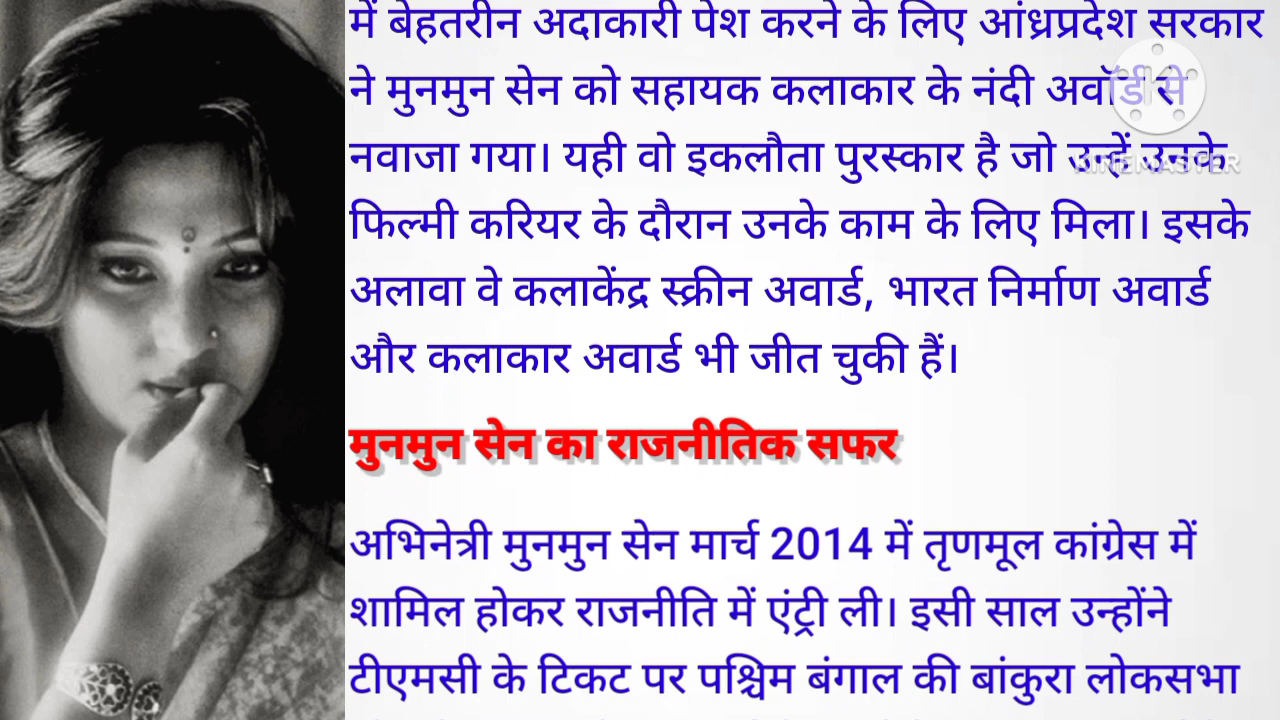 में बेहतरीन अदाकारी पेश करने के लिए आंध्रप्रदेश सरकार
ने मुनमुन सेन को सहायक कलाकार के नंदी अवॉर्ड से
नवाजा गया। यही वो इकलौता पुरस्कार है जो उन्हें उनके
KINEMASTER
फिल्मी करियर के दौरान उनके काम के लिए मिला। इसके
अलावा वे कलाकेंद्र स्क्रीन अवार्ड, भारत निर्माण अवार्ड
और कलाकार अवार्ड भी जीत चुकी हैं।
मुनमुन सेन का राजनीतिक सफर
अभिनेत्री मुनमुन सेन मार्च 2014 में तृणमूल कांग्रेस में
शामिल होकर राजनीति में एंट्री ली। इसी साल उन्होंने
टीएमसी के टिकट पर पश्चिम बंगाल की बांकुरा लोकसभा